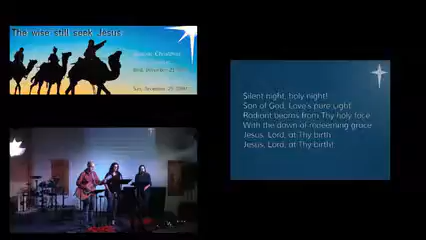 The wise still seek Jesus.
Silent night, holy night!
Son of God, Love's pure light
Radiant beams from Thy holy face
With the dawn of redeeming grace
Jesus, Lord, at Thy birth
Jesus, Lord, at Thy birth!